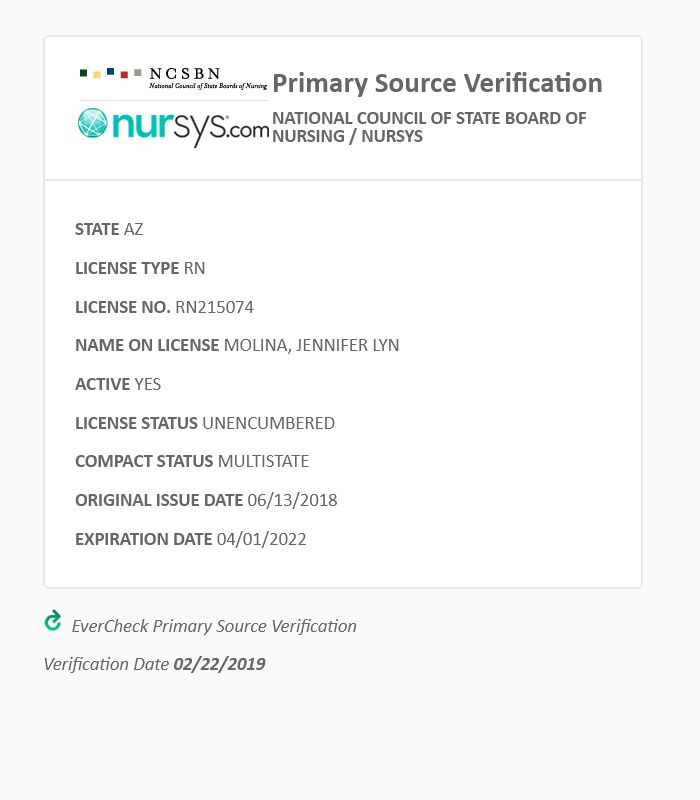 NCSBN
National Council of State Boards of Nursing
nursys.com
Primary Source Verification
NATIONAL COUNCIL OF STATE BOARD OF
NURSING / NURSYS
STATE AZ
LICENSE TYPE RN
LICENSE NO. RN215074
NAME ON LICENSE MOLINA, JENNIFER LYN
ACTIVE YES
LICENSE STATUS UNENCUMBERED
COMPACT STATUS MULTISTATE
ORIGINAL ISSUE DATE 06/13/2018
EXPIRATION DATE 04/01/2022
EverCheck Primary Source Verification
Verification Date 02/22/2019